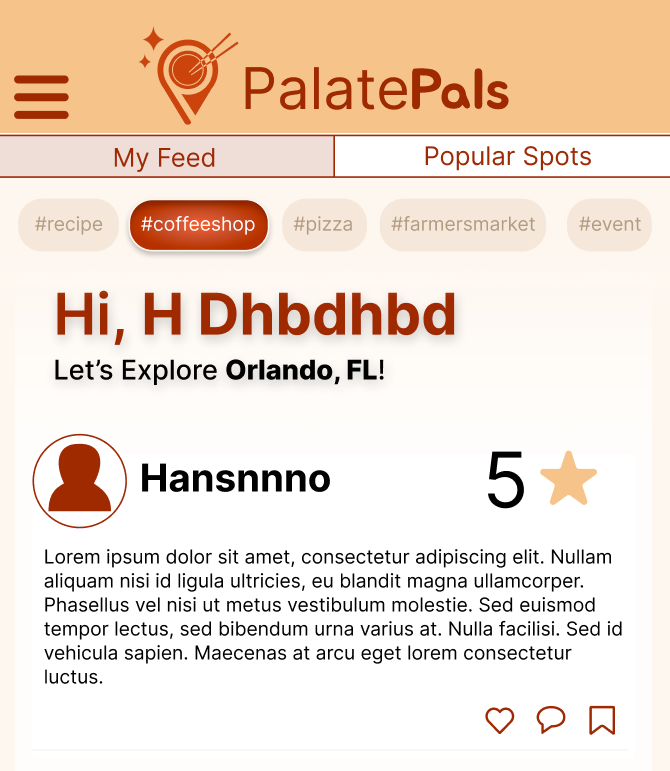 PalatePals
My Feed
Popular Spots
#recipe
#coffeeshop
#pizza
#farmersmarket
#event
Hi, H Dhbdhbd
Let’s Explore Orlando, FL!
Hansnnno
5
Lorem ipsum dolor sit amet, consectetur adipiscing elit. Nullam
aliquam nisi id ligula ultricies, eu blandit magna ullamcorper.
Phasellus vel nisi ut metus vestibulum molestie. Sed euismod
tempor lectus, sed bibendum urna varius at. Nulla facilisi. Sed id
vehicula sapien. Maecenas at arcu eget lorem consectetur
luctus.